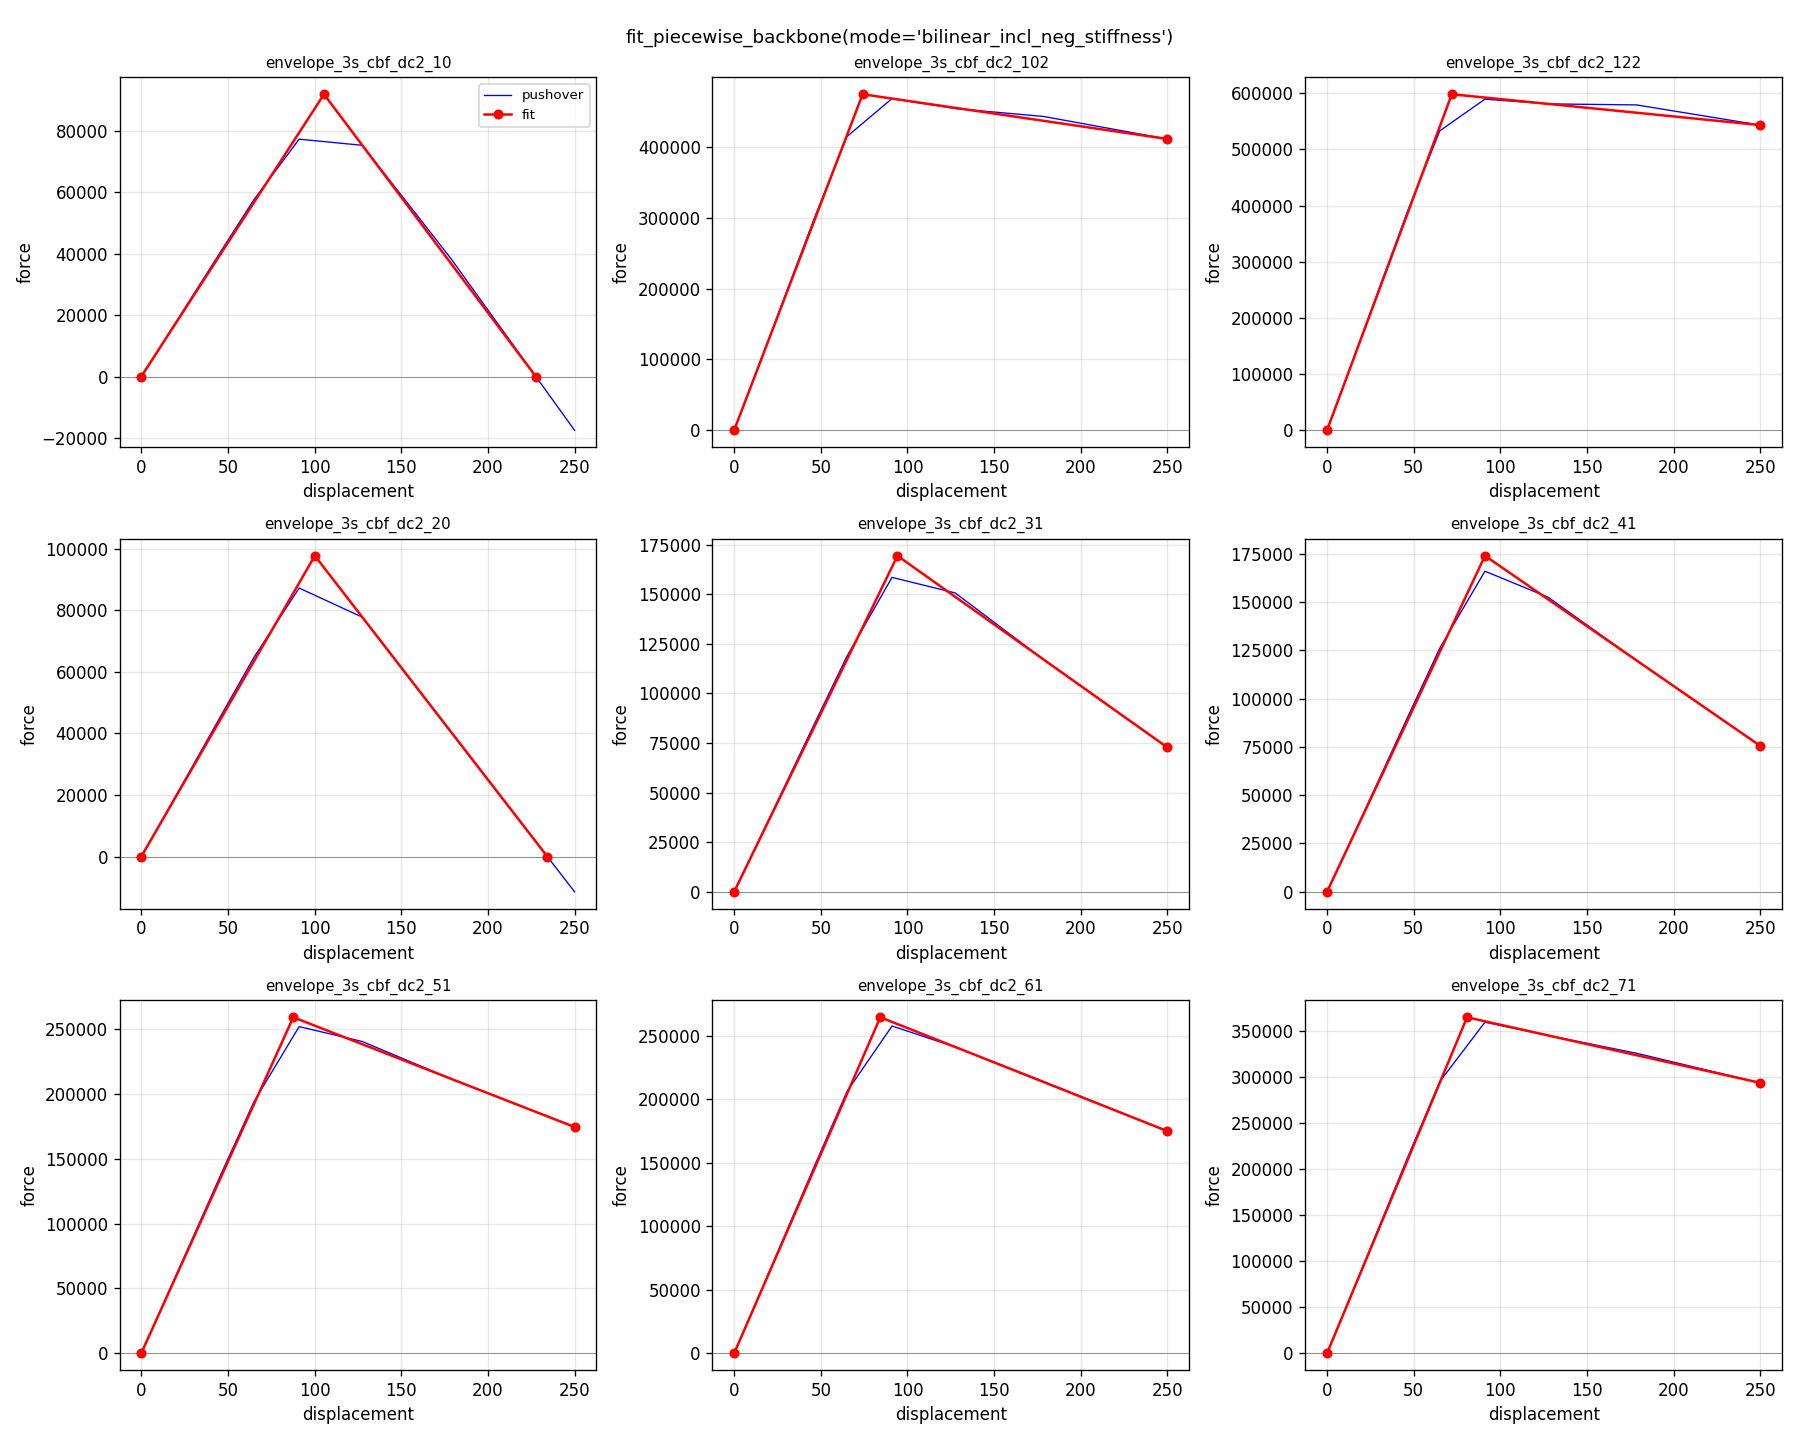 fit_piecewise_backbone(mode='bilinear_incl_neg_stiffness')
envelope_3s_cbf_dc2_10
pushover
fit
80000
60000
40000
20000
0
−20000
force
0 50 100 150 200 250
displacement
envelope_3s_cbf_dc2_102
400000
300000
200000
100000
0
force
0 50 100 150 200 250
displacement
envelope_3s_cbf_dc2_122
600000
500000
400000
300000
200000
100000
0
force
0 50 100 150 200 250
displacement
envelope_3s_cbf_dc2_20
100000
80000
60000
40000
20000
0
force
0 50 100 150 200 250
displacement
envelope_3s_cbf_dc2_31
175000
150000
125000
100000
75000
50000
25000
0
force
0 50 100 150 200 250
displacement
envelope_3s_cbf_dc2_41
175000
150000
125000
100000
75000
50000
25000
0
force
0 50 100 150 200 250
displacement
envelope_3s_cbf_dc2_51
250000
200000
150000
100000
50000
0
force
0 50 100 150 200 250
displacement
envelope_3s_cbf_dc2_61
250000
200000
150000
100000
50000
0
force
0 50 100 150 200 250
displacement
envelope_3s_cbf_dc2_71
350000
300000
250000
200000
150000
100000
50000
0
force
0 50 100 150 200 250
displacement